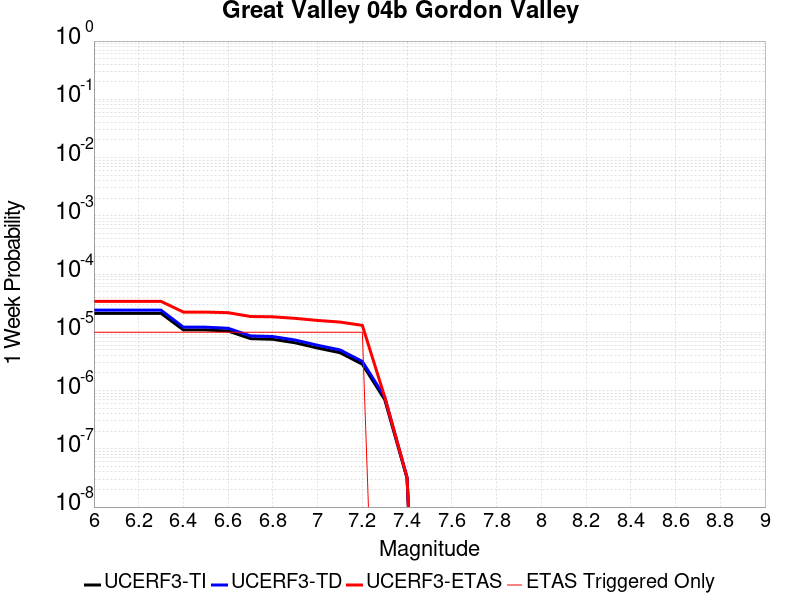 Great Valley 04b Gordon Valley
1 Week Probability
10^0
10^-1
10^-2
10^-3
10^-4
10^-5
10^-6
10^-7
10^-8
6 6.2 6.4 6.6 6.8 7 7.2 7.4 7.6 7.8 8 8.2 8.4 8.6 8.8 9
Magnitude
UCERF3-TI UCERF3-TD UCERF3-ETAS ETAS Triggered Only